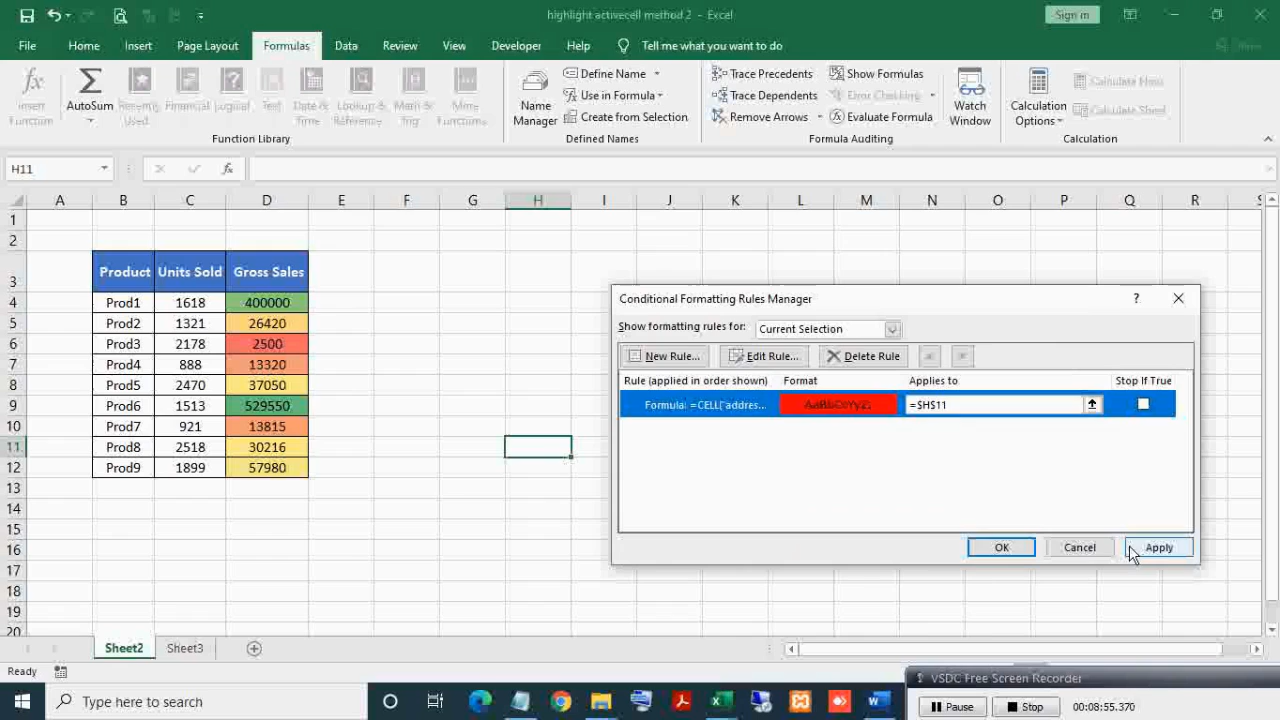 highlight activecell method 2 - Excel
Sign in
File Home Insert Page Layout Formulas Data Review View Developer Help Tell me what you want to do
Insert Function
AutoSum
Recently Used
Financial
Logical
Text
Date & Time
Lookup & Reference
Math & Trig
More Functions
Function Library
Name Manager
Define Name
Use in Formula
Create from Selection
Defined Names
Trace Precedents
Trace Dependents
Remove Arrows
Show Formulas
Error Checking
Evaluate Formula
Formula Auditing
Watch Window
Calculation Options
Calculate Now
Calculate Sheet
Calculation
H11
fx
A B C D E F G H I J K L M N O P Q R S
1
2
3 Product Units Sold Gross Sales
4 Prod1 1618 400000
5 Prod2 1321 26420
6 Prod3 2178 2500
7 Prod4 888 13320
8 Prod5 2470 37050
9 Prod6 1513 529550
10 Prod7 921 13815
11 Prod8 2518 30216
12 Prod9 1899 57980
13
14
15
16
17
18
19
20
Conditional Formatting Rules Manager ?
Show formatting rules for: Current Selection
New Rule... Edit Rule... Delete Rule
Rule (applied in order shown) Format Applies to Stop If True
Formula: =CELL("addres... AaBbCcYyZz =$H$11
OK Cancel Apply
Sheet2 Sheet3
Ready
VSDC Free Screen Recorder
Type here to search
Pause Stop 00:08:55.370